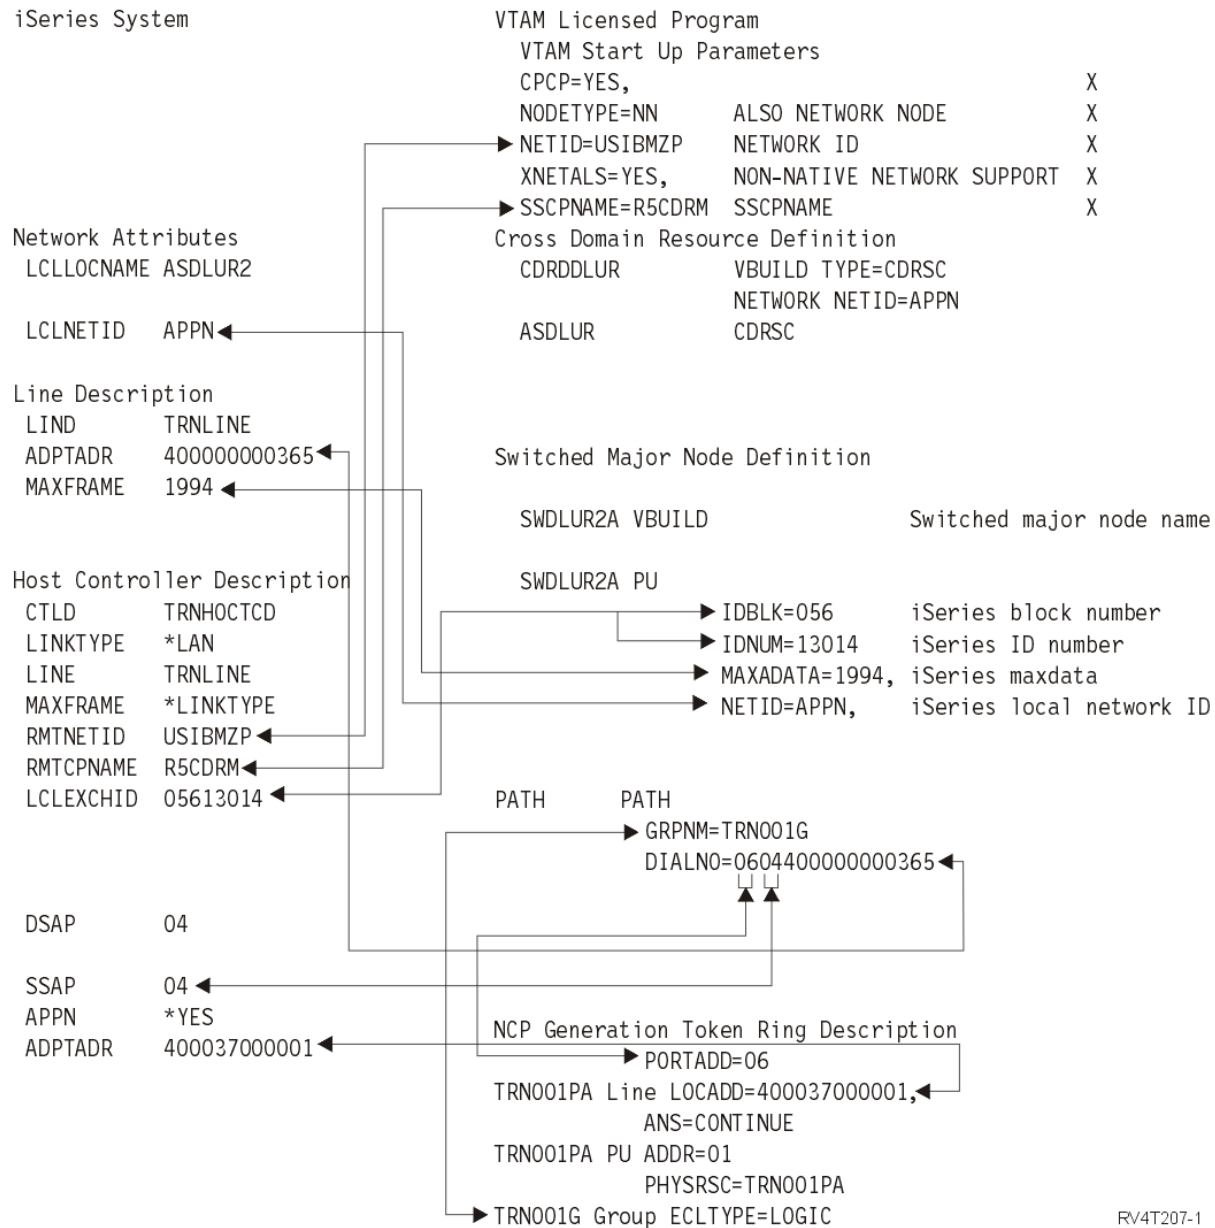 iSeries System VTAM Licensed Program
VTAM Start Up Parameters
CPCP=YES, X
NODETYPE=NN ALSO NETWORK NODE X
NETID=USIBMZP NETWORK ID X
XNETALS=YES, NON-NATIVE NETWORK SUPPORT X
SSCPNAME=R5CDRM SSCPNAME X
Network Attributes Cross Domain Resource Definition
LCLLOCNAME ASDLUR2 CDRDDLUR VBUILD TYPE=CDRSC
NETWORK NETID=APPN
LCLNETID APPN ASDLUR CDRSC
Line Description
LIND TRNLINE
ADPTADR 400000000365 Switched Major Node Definition
MAXFRAME 1994
SWDLUR2A VBUILD Switched major node name
Host Controller Description SWDLUR2A PU
CTLD TRNHOCTCD IDBLK=056 iSeries block number
LINKTYPE *LAN IDNUM=13014 iSeries ID number
LINE TRNLINE MAXADATA=1994, iSeries maxdata
MAXFRAME *LINKTYPE NETID=APPN, iSeries local network ID
RMTNETID USIBMZP
RMTCPNAME R5CDRM
LCLEXCHID 05613014 PATH PATH
GRPNM=TRN001G
DIALNO=0604400000000365
DSAP 04
SSAP 04
APPN *YES NCP Generation Token Ring Description
ADPTADR 400037000001 PORTADD=06
TRN001PA Line LOCADD=400037000001,
ANS=CONTINUE
TRN001PA PU ADDR=01
PHYSRSC=TRN001PA
TRN001G Group ECLTYPE=LOGIC
RV4T207-1